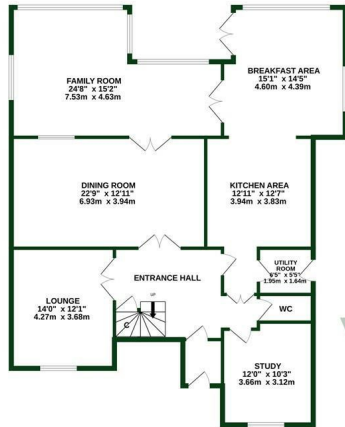 FAMILY ROOM
24'8" x 15'2"
7.53m x 4.63m
BREAKFAST AREA
15'1" x 14'5"
4.60m x 4.39m
DINING ROOM
22'9" x 12'11"
6.93m x 3.94m
KITCHEN AREA
12'11" x 12'7"
3.94m x 3.83m
UTILITY
ROOM
6'5" x 5'5"
1.95m x 1.64m
ENTRANCE HALL
UP
C
WC
LOUNGE
14'0" x 12'1"
4.27m x 3.68m
STUDY
12'0" x 10'3"
3.66m x 3.12m